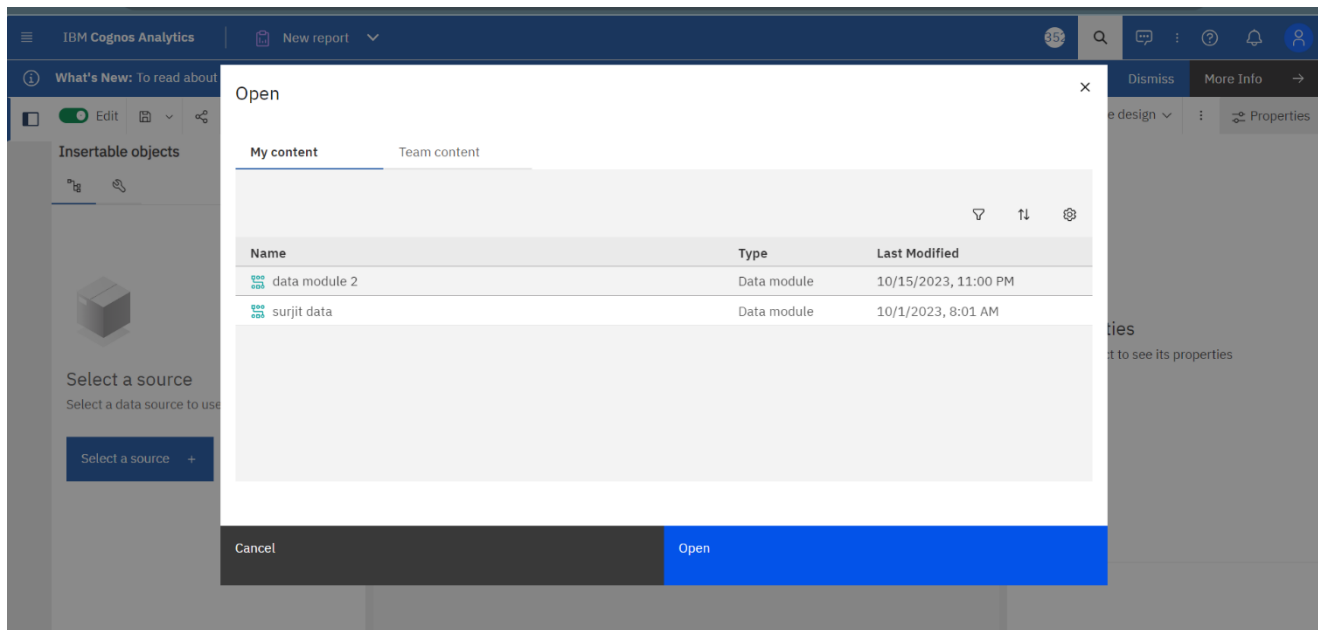 IBM Cognos Analytics
New report
352
What's New: To read about
Dismiss
More Info
Open
Edit
e design
Properties
Insertable objects
My content
Team content
Name
Type
Last Modified
data module 2
Data module
10/15/2023, 11:00 PM
surjit data
Data module
10/1/2023, 8:01 AM
ties
ct to see its properties
Select a source
Select a data source to use
Select a source +
Cancel
Open